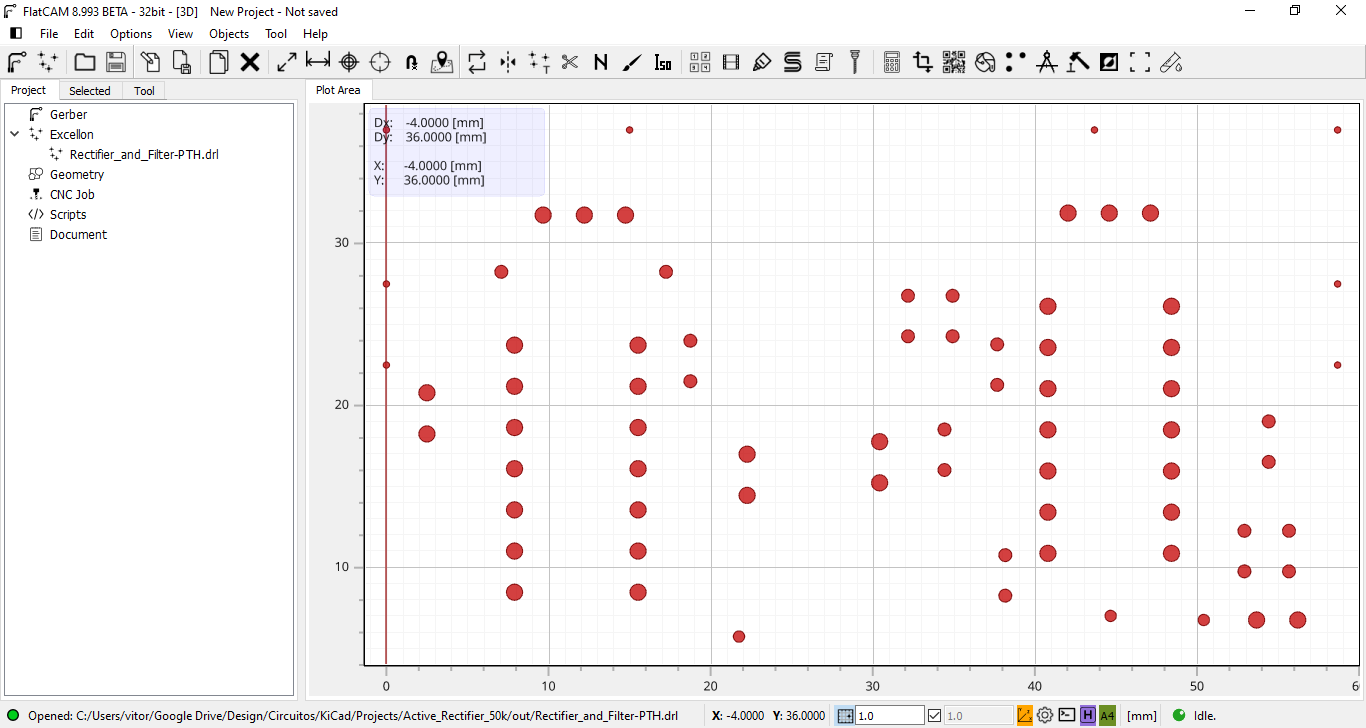 FlatCAM 8.993 BETA - 32bit - [3D] New Project - Not saved
File Edit Options View Objects Tool Help
N Iso
Project Selected Tool
Plot Area
Gerber
Excellon
Rectifier_and_Filter-PTH.drl
Geometry
CNC Job
Scripts
Document
Dx: -4.0000 [mm]
Dy: 36.0000 [mm]
X: -4.0000 [mm]
Y: 36.0000 [mm]
30
20
10
0 10 20 30 40 50
Opened: C:/Users/vitor/Google Drive/Design/Circuitos/KiCad/Projects/Active_Rectifier_50k/out/Rectifier_and_Filter-PTH.drl X: -4.0000 Y: 36.0000 1.0 1.0 H A4 [mm] Idle.